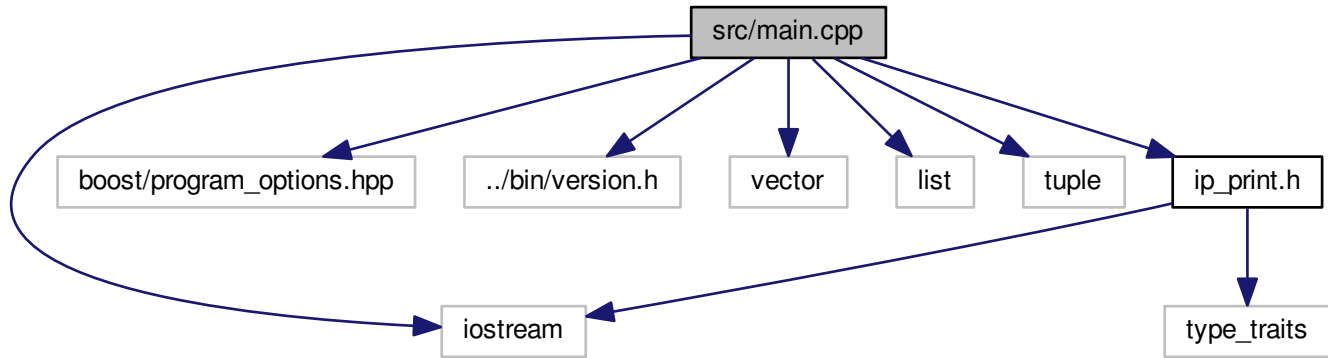 src/main.cpp
boost/program_options.hpp
../bin/version.h
vector
list
tuple
ip_print.h
iostream
type_traits